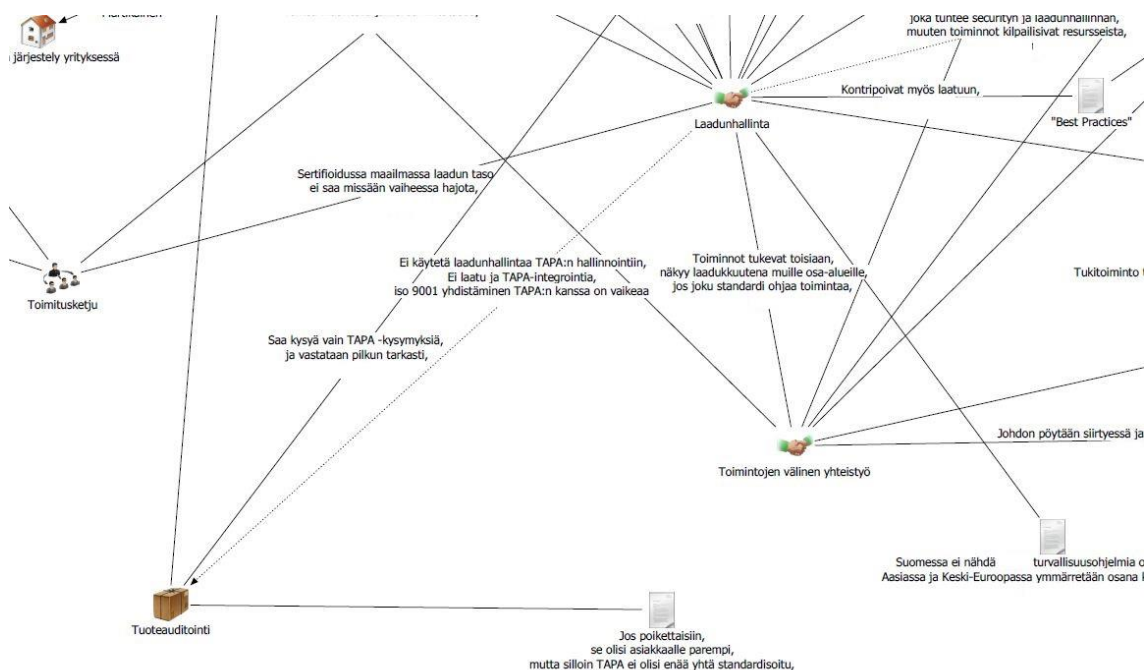 järjestely yrityksessä
joka tuntee securityn ja laadunhallinnan,
muuten toiminnot kilpailisivat resursseista,
Kontripoivat myös laatuun,
Laadunhallinta
"Best Practices"
Sertifioidussa maailmassa laadun taso
ei saa missään vaiheessa hajota,
Toimitusketju
Ei käytetä laadunhallintaa TAPA:n hallinnointiin,
Ei laatu ja TAPA-integrointia,
iso 9001 yhdistäminen TAPA:n kanssa on vaikeaa
Toiminnot tukevat toisiaan,
näkyy laadukkuutena muille osa-alueille,
jos joku standardi ohjaa toimintaa,
Tukitoiminto
Saa kysyä vain TAPA -kysymyksiä,
ja vastataan pilkun tarkasti,
Johdon pöytään siirtyessä ja
Toimintojen välinen yhteistyö
Suomessa ei nähdä turvallisuusohjelmia
Aasiassa ja Keski-Euroopassa ymmärretään osana
Tuoteauditointi
Jos poikettaisiin,
se olisi asiakkaalle parempi,
mutta silloin TAPA ei olisi enää yhtä standardisoitu,